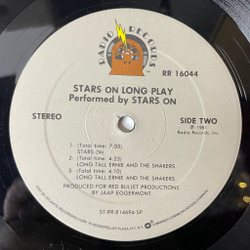 RADIO RECORDS
RR 16044
STARS ON LONG PLAY
Performed by STARS ON
STEREO
SIDE TWO
℗ 1981
Radio Records, Inc.
1- (Total time: 7:33)
STARS-ON
2- (Total time: 4:23)
LONG TALL ERNIE AND THE SHAKERS
3- (Total time: 4:10)
LONG TALL ERNIE AND THE SHAKERS
PRODUCED FOR RED BULLET PRODUCTIONS
BY JAAP EGGERMONT
ST-RR-816694-SP